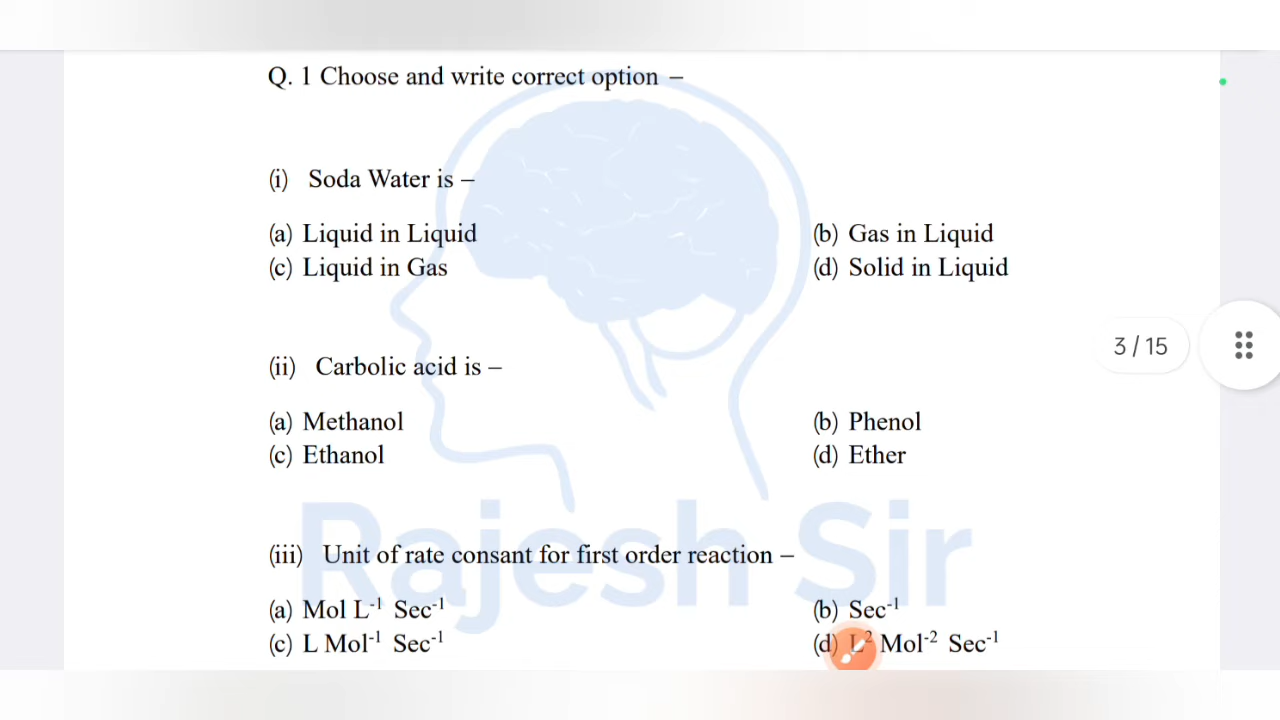 Q. 1 Choose and write correct option –
(i) Soda Water is –
(a) Liquid in Liquid (b) Gas in Liquid
(c) Liquid in Gas (d) Solid in Liquid
3 / 15
(ii) Carbolic acid is –
(a) Methanol (b) Phenol
(c) Ethanol (d) Ether
Rajesh Sir
(iii) Unit of rate consant for first order reaction –
(a) Mol L⁻¹ Sec⁻¹ (b) Sec⁻¹
(c) L Mol⁻¹ Sec⁻¹ (d) L² Mol⁻² Sec⁻¹